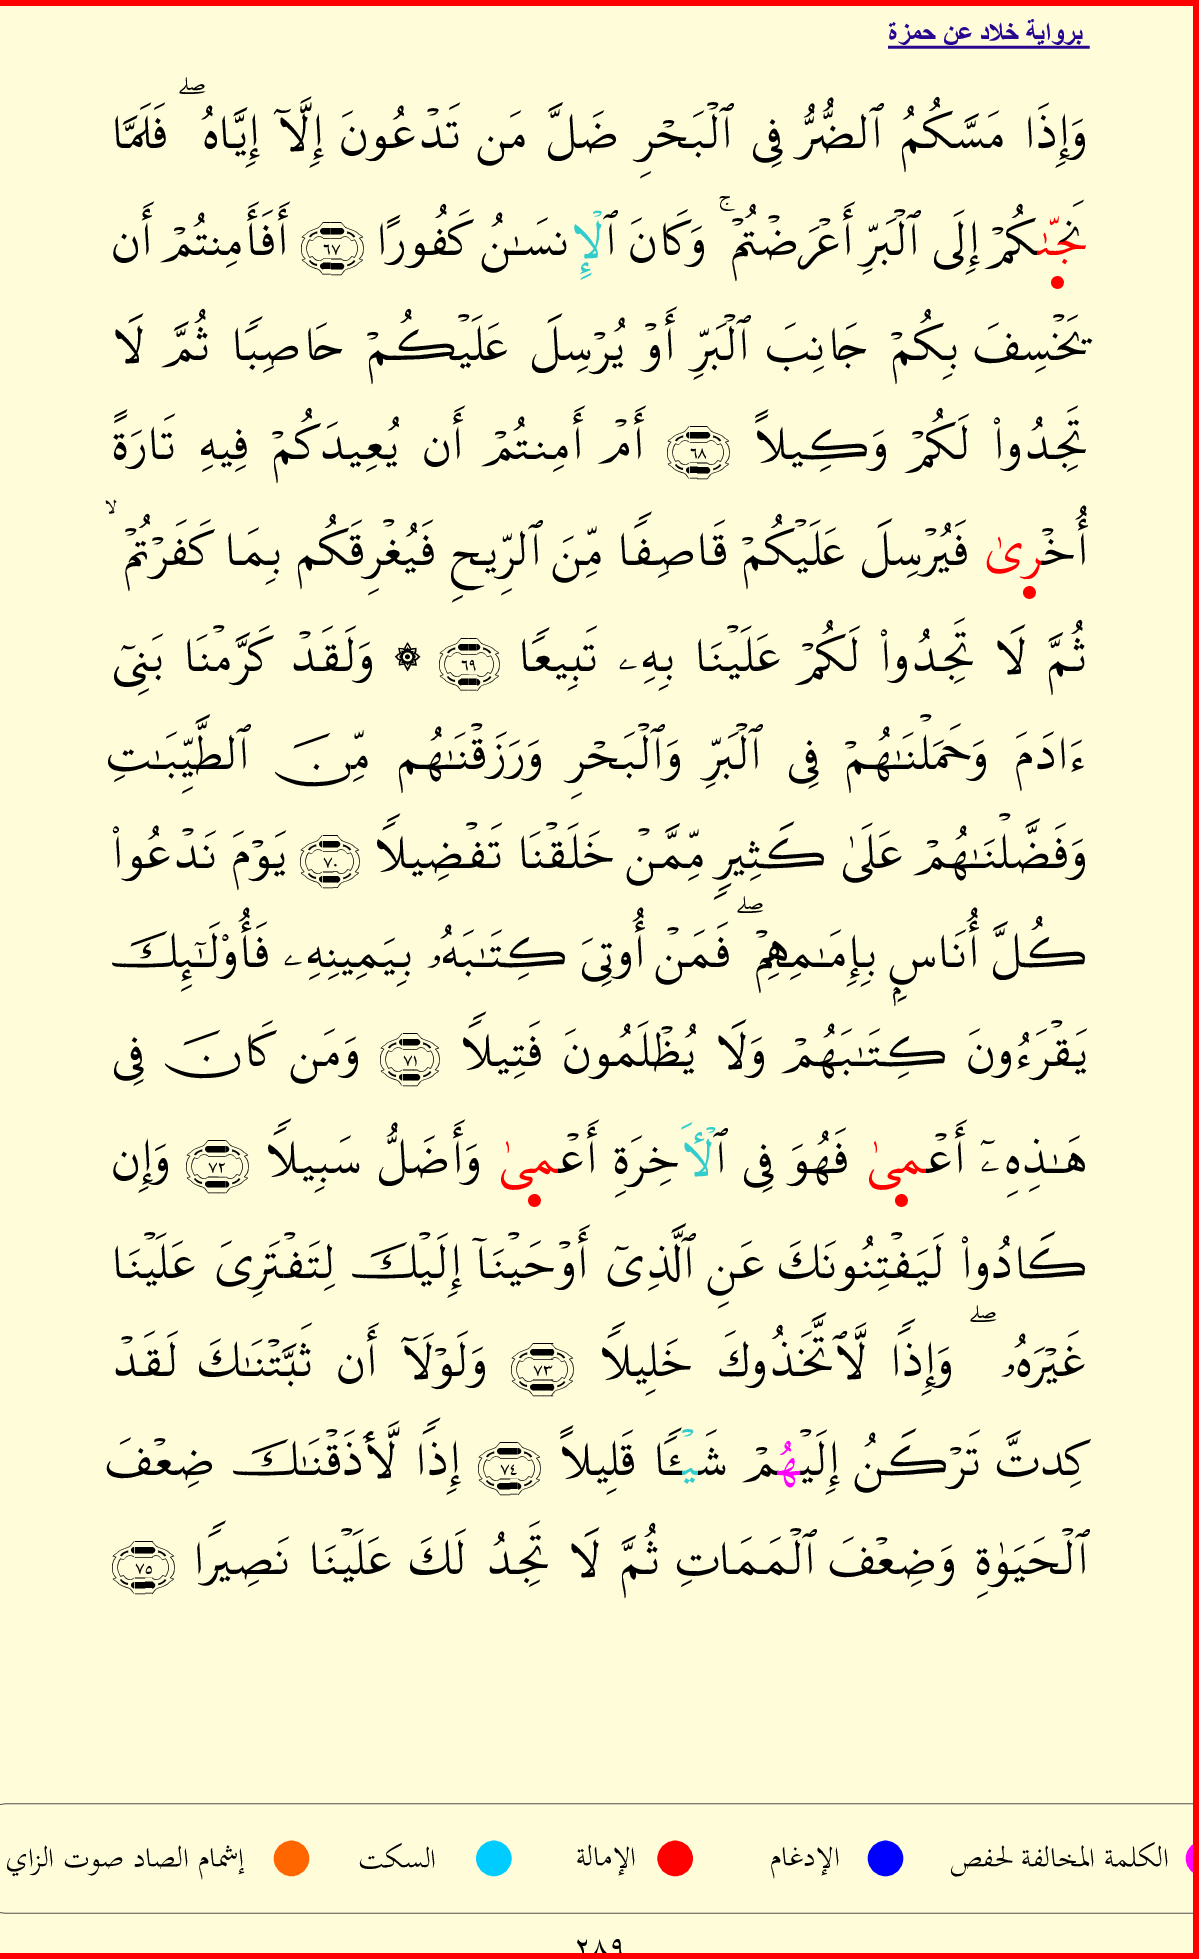 برواية خلاد عن حمزة
وَإِذَا مَسَّكُمُ ٱلضُّرُّ فِى ٱلْبَحْرِ ضَلَّ مَن تَدْعُونَ إِلَّآ إِيَّاهُ ۖ فَلَمَّا
نَجَّىٰكُمْ إِلَى ٱلْبَرِّ أَعْرَضْتُمْ ۚ وَكَانَ ٱلْإِنسَـٰنُ كَفُورًا ٦٧ أَفَأَمِنتُمْ أَن
يَخْسِفَ بِكُمْ جَانِبَ ٱلْبَرِّ أَوْ يُرْسِلَ عَلَيْكُمْ حَاصِبًا ثُمَّ لَا
تَجِدُوا۟ لَكُمْ وَكِيلاً ٦٨ أَمْ أَمِنتُمْ أَن يُعِيدَكُمْ فِيهِ تَارَةً
أُخْرِىٰ فَيُرْسِلَ عَلَيْكُمْ قَاصِفًا مِّنَ ٱلرِّيحِ فَيُغْرِقَكُم بِمَا كَفَرْتُمْ ۙ
ثُمَّ لَا تَجِدُوا۟ لَكُمْ عَلَيْنَا بِهِۦ تَبِيعًا ٦٩ ۞ وَلَقَدْ كَرَّمْنَا بَنِىٓ
ءَادَمَ وَحَمَلْنَـٰهُمْ فِى ٱلْبَرِّ وَٱلْبَحْرِ وَرَزَقْنَـٰهُم مِّنَ ٱلطَّيِّبَـٰتِ
وَفَضَّلْنَـٰهُمْ عَلَىٰ كَثِيرٍ مِّمَّنْ خَلَقْنَا تَفْضِيلاً ٧٠ يَوْمَ نَدْعُوا۟
كُلَّ أُنَاسٍۭ بِإِمَـٰمِهِمْ ۖ فَمَنْ أُوتِىَ كِتَـٰبَهُۥ بِيَمِينِهِۦ فَأُو۟لَـٰٓئِكَ
يَقْرَءُونَ كِتَـٰبَهُمْ وَلَا يُظْلَمُونَ فَتِيلاً ٧١ وَمَن كَانَ فِى
هَـٰذِهِۦٓ أَعْمِىٰ فَهُوَ فِى ٱلْأَخِرَةِ أَعْمِىٰ وَأَضَلُّ سَبِيلاً ٧٢ وَإِن
كَادُوا۟ لَيَفْتِنُونَكَ عَنِ ٱلَّذِىٓ أَوْحَيْنَآ إِلَيْكَ لِتَفْتَرِىَ عَلَيْنَا
غَيْرَهُۥ ۖ وَإِذًا لَّٱتَّخَذُوكَ خَلِيلاً ٧٣ وَلَوْلَآ أَن ثَبَّتْنَـٰكَ لَقَدْ
كِدتَّ تَرْكَنُ إِلَيْهُمْ شَيْـًٔا قَلِيلاً ٧٤ إِذًا لَّأَذَقْنَـٰكَ ضِعْفَ
ٱلْحَيَوٰةِ وَضِعْفَ ٱلْمَمَاتِ ثُمَّ لَا تَجِدُ لَكَ عَلَيْنَا نَصِيرًا ٧٥
الكلمة المخالفة لحفص الإدغام الإمالة السكت إشمام الصاد صوت الزاي
٢٨٩